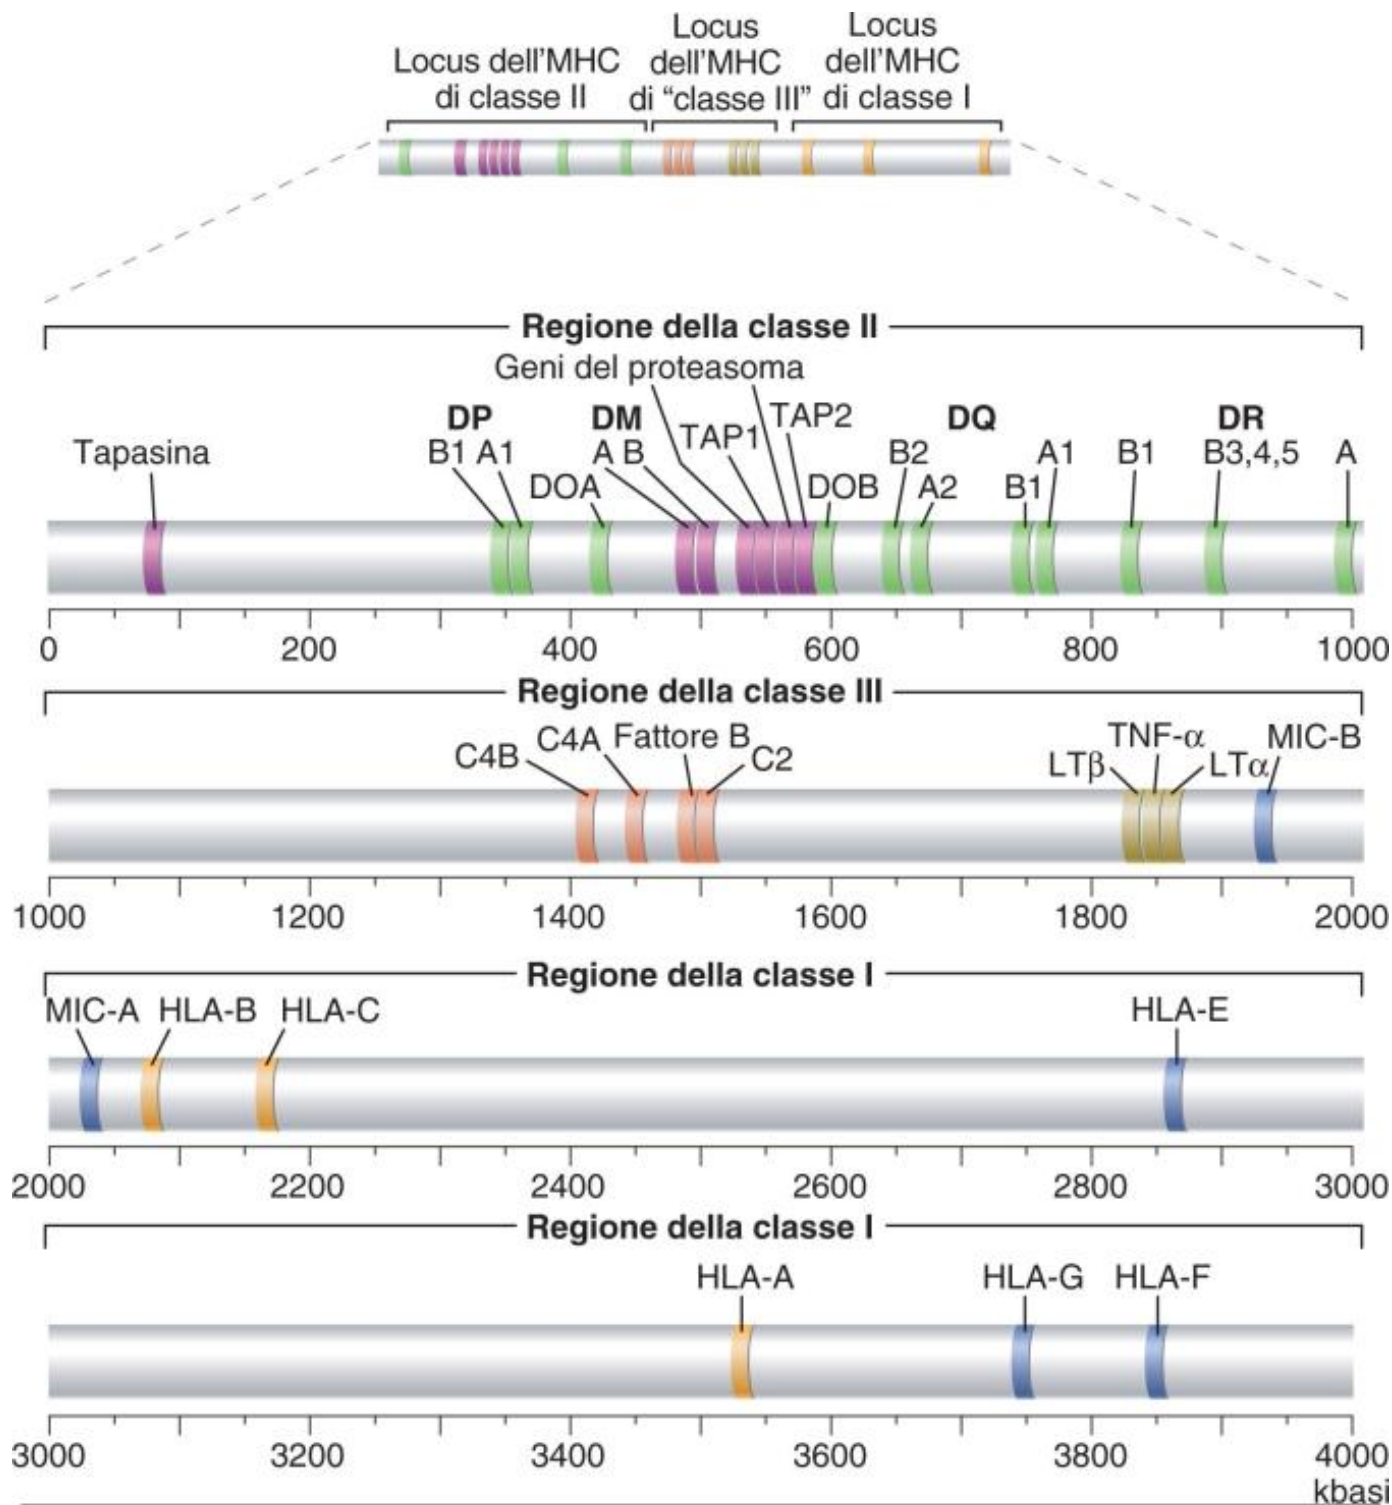 Locus dell'MHC
di classe II
Locus
dell'MHC
di “classe III”
Locus
dell'MHC
di classe I
Regione della classe II
Geni del proteasoma
DP
DM
TAP1
TAP2
DQ
DR
Tapasina
B1 A1
A B
B2
A1
B1
B3,4,5
A
DOA
DOB
A2
B1
0 200 400 600 800 1000
Regione della classe III
C4B
C4A
Fattore B
C2
LTβ
TNF-α
LTα
MIC-B
1000 1200 1400 1600 1800 2000
Regione della classe I
MIC-A HLA-B HLA-C HLA-E
2000 2200 2400 2600 2800 3000
Regione della classe I
HLA-A HLA-G HLA-F
3000 3200 3400 3600 3800 4000
kbasi